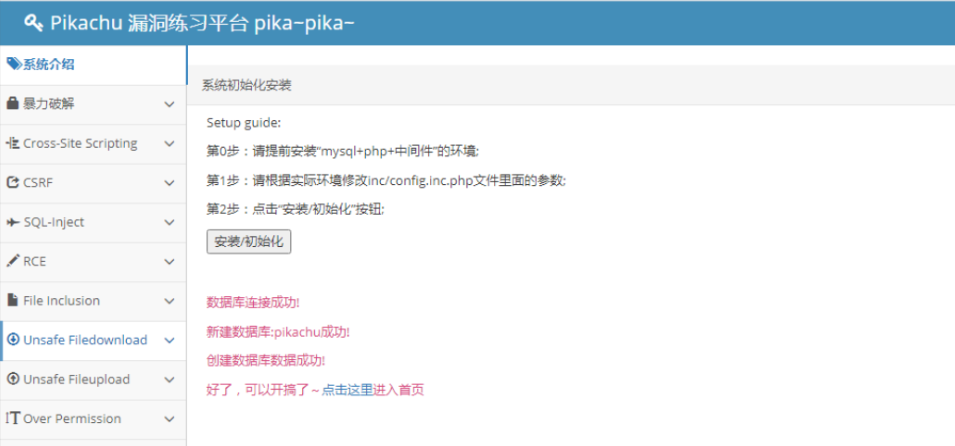 Pikachu 漏洞练习平台 pika~pika~
系统介绍
暴力破解
Cross-Site Scripting
CSRF
SQL-Inject
RCE
File Inclusion
Unsafe Filedownload
Unsafe Fileupload
Over Permission
系统初始化安装
Setup guide:
第0步：请提前安装“mysql+php+中间件”的环境;
第1步：请根据实际环境修改inc/config.inc.php文件里面的参数;
第2步：点击“安装/初始化”按钮;
安装/初始化
数据库连接成功!
新建数据库:pikachu成功!
创建数据库数据成功!
好了，可以开搞了~ 点击这里进入首页